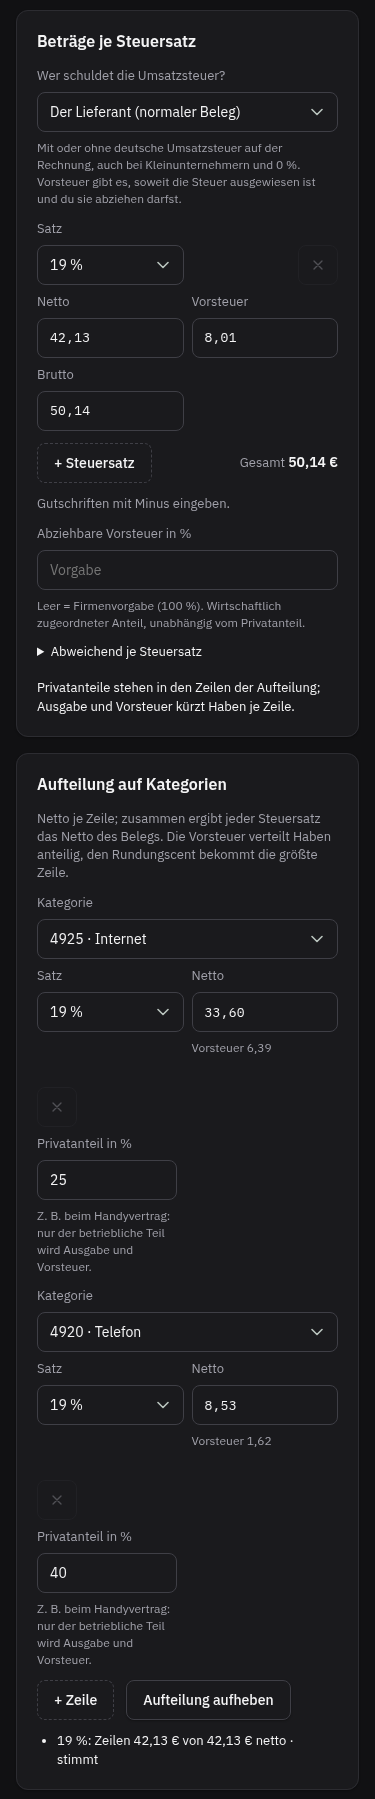 Beträge je Steuersatz
Wer schuldet die Umsatzsteuer?
Der Lieferant (normaler Beleg)
Mit oder ohne deutsche Umsatzsteuer auf der
Rechnung, auch bei Kleinunternehmern und 0 %.
Vorsteuer gibt es, soweit die Steuer ausgewiesen ist
und du sie abziehen darfst.
Satz
19 %
×
Netto Vorsteuer
42,13 8,01
Brutto
50,14
+ Steuersatz Gesamt 50,14 €
Gutschriften mit Minus eingeben.
Abziehbare Vorsteuer in %
Vorgabe
Leer = Firmenvorgabe (100 %). Wirtschaftlich
zugeordneter Anteil, unabhängig vom Privatanteil.
▶ Abweichend je Steuersatz
Privatanteile stehen in den Zeilen der Aufteilung;
Ausgabe und Vorsteuer kürzt Haben je Zeile.
Aufteilung auf Kategorien
Netto je Zeile; zusammen ergibt jeder Steuersatz
das Netto des Belegs. Die Vorsteuer verteilt Haben
anteilig, den Rundungscent bekommt die größte
Zeile.
Kategorie
4925 · Internet
Satz Netto
19 % 33,60
Vorsteuer 6,39
×
Privatanteil in %
25
Z. B. beim Handyvertrag:
nur der betriebliche Teil
wird Ausgabe und
Vorsteuer.
Kategorie
4920 · Telefon
Satz Netto
19 % 8,53
Vorsteuer 1,62
×
Privatanteil in %
40
Z. B. beim Handyvertrag:
nur der betriebliche Teil
wird Ausgabe und
Vorsteuer.
+ Zeile Aufteilung aufheben
• 19 %: Zeilen 42,13 € von 42,13 € netto ·
stimmt